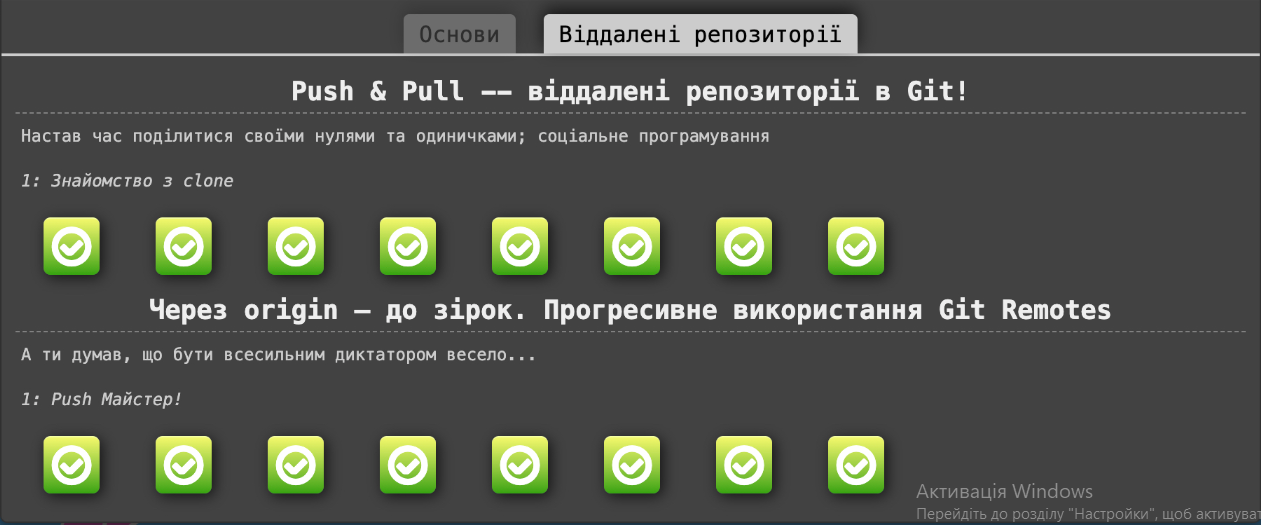 Основи Віддалені репозиторії
Push & Pull -- віддалені репозиторії в Git!
Настав час поділитися своїми нулями та одиничками; соціальне програмування
1: Знайомство з clone
Через origin – до зірок. Прогресивне використання Git Remotes
А ти думав, що бути всесильним диктатором весело...
1: Push Майстер!
Активація Windows
Перейдіть до розділу "Настройки", щоб активуват